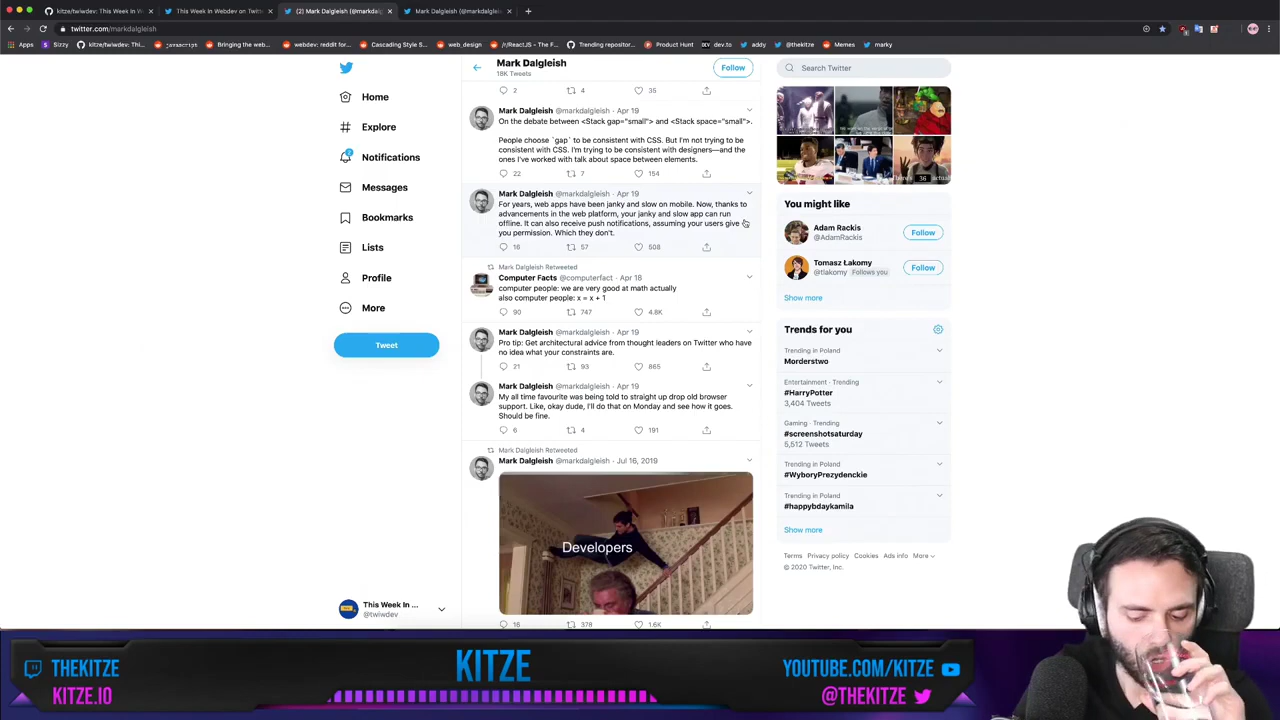 kitze/twiwdev: This Week In W
This Week In Webdev on Twitt
(2) Mark Dalgleish (@markdalg
Mark Dalgleish (@markdalgleis
twitter.com/markdalgleish
Apps
Sizzy
kitze/twiwdev: Thi...
javascript
Bringing the web...
webdev: reddit for...
Cascading Style S...
web_design
/r/ReactJS - The F...
Trending repositor...
Product Hunt
dev.to
addy
@thekitze
Memes
marky
Home
Explore
Notifications
Messages
Bookmarks
Lists
Profile
More
Tweet
This Week In ...
@twiwdev
Mark Dalgleish
18K Tweets
Follow
2 4 35
Mark Dalgleish @markdalgleish · Apr 19
On the debate between <Stack gap="small"> and <Stack space="small">.
People choose `gap` to be consistent with CSS. But I'm not trying to be
consistent with CSS. I'm trying to be consistent with designers—and the
ones I've worked with talk about space between elements.
22 7 154
Mark Dalgleish @markdalgleish · Apr 19
For years, web apps have been janky and slow on mobile. Now, thanks to
advancements in the web platform, your janky and slow app can run
offline. It can also receive push notifications, assuming your users give
you permission. Which they don't.
16 57 508
Mark Dalgleish Retweeted
Computer Facts @computerfact · Apr 18
computer people: we are very good at math actually
also computer people: x = x + 1
90 747 4.8K
Mark Dalgleish @markdalgleish · Apr 19
Pro tip: Get architectural advice from thought leaders on Twitter who have
no idea what your constraints are.
21 93 865
Mark Dalgleish @markdalgleish · Apr 19
My all time favourite was being told to straight up drop old browser
support. Like, okay dude, I'll do that on Monday and see how it goes.
Should be fine.
6 4 191
Mark Dalgleish Retweeted
Mark Dalgleish @markdalgleish · Jul 16, 2019
Developers
16 378 1.6K
Search Twitter
36
You might like
Adam Rackis
@AdamRackis
Follow
Tomasz Łakomy
@tlakomy Follows you
Follow
Show more
Trends for you
Trending in Poland
Morderstwo
Entertainment · Trending
#HarryPotter
3,404 Tweets
Gaming · Trending
#screenshotsaturday
5,512 Tweets
Trending in Poland
#WyboryPrezydenckie
Trending in Poland
#happybdaykamila
Show more
Terms Privacy policy Cookies Ads info More
© 2020 Twitter, Inc.
THEKITZE
KITZE.IO
KITZE
YOUTUBE.COM/KITZE
@THEKITZE